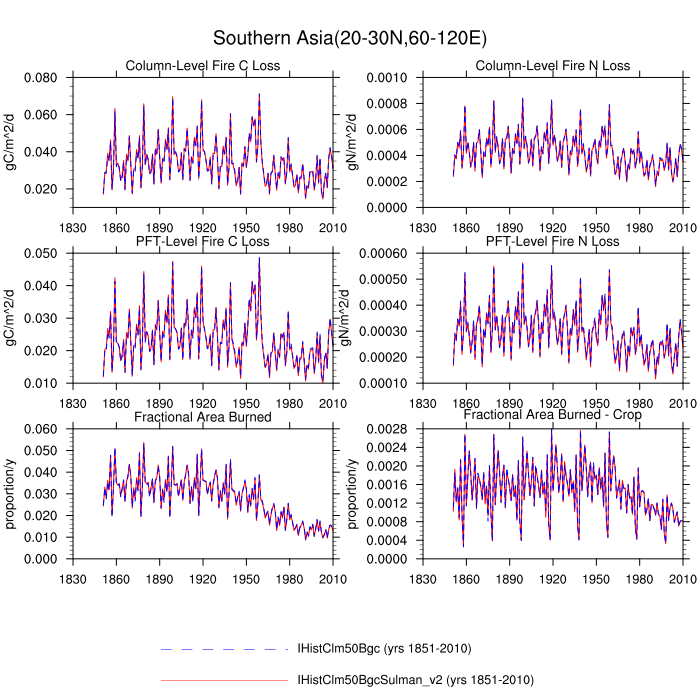 Southern Asia(20-30N,60-120E)
Column-Level Fire C Loss
Column-Level Fire N Loss
gC/m^2/d
0.080
0.060
0.040
0.020
1830 1860 1890 1920 1950 1980 2010
gN/m^2/d
0.0010
0.0008
0.0006
0.0004
0.0002
0.0000
1830 1860 1890 1920 1950 1980 2010
PFT-Level Fire C Loss
PFT-Level Fire N Loss
gC/m^2/d
0.050
0.040
0.030
0.020
0.010
1830 1860 1890 1920 1950 1980 2010
gN/m^2/d
0.00060
0.00050
0.00040
0.00030
0.00020
0.00010
1830 1860 1890 1920 1950 1980 2010
Fractional Area Burned
Fractional Area Burned - Crop
proportion/y
0.060
0.050
0.040
0.030
0.020
0.010
0.000
1830 1860 1890 1920 1950 1980 2010
proportion/y
0.0028
0.0024
0.0020
0.0016
0.0012
0.0008
0.0004
0.0000
1830 1860 1890 1920 1950 1980 2010
IHistClm50Bgc (yrs 1851-2010)
IHistClm50BgcSulman_v2 (yrs 1851-2010)